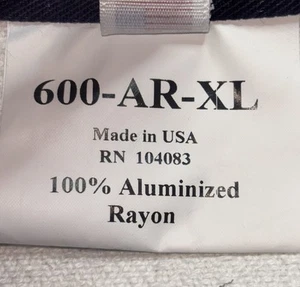 600-AR-XL
Made in USA
RN 104083
100% Aluminized
Rayon